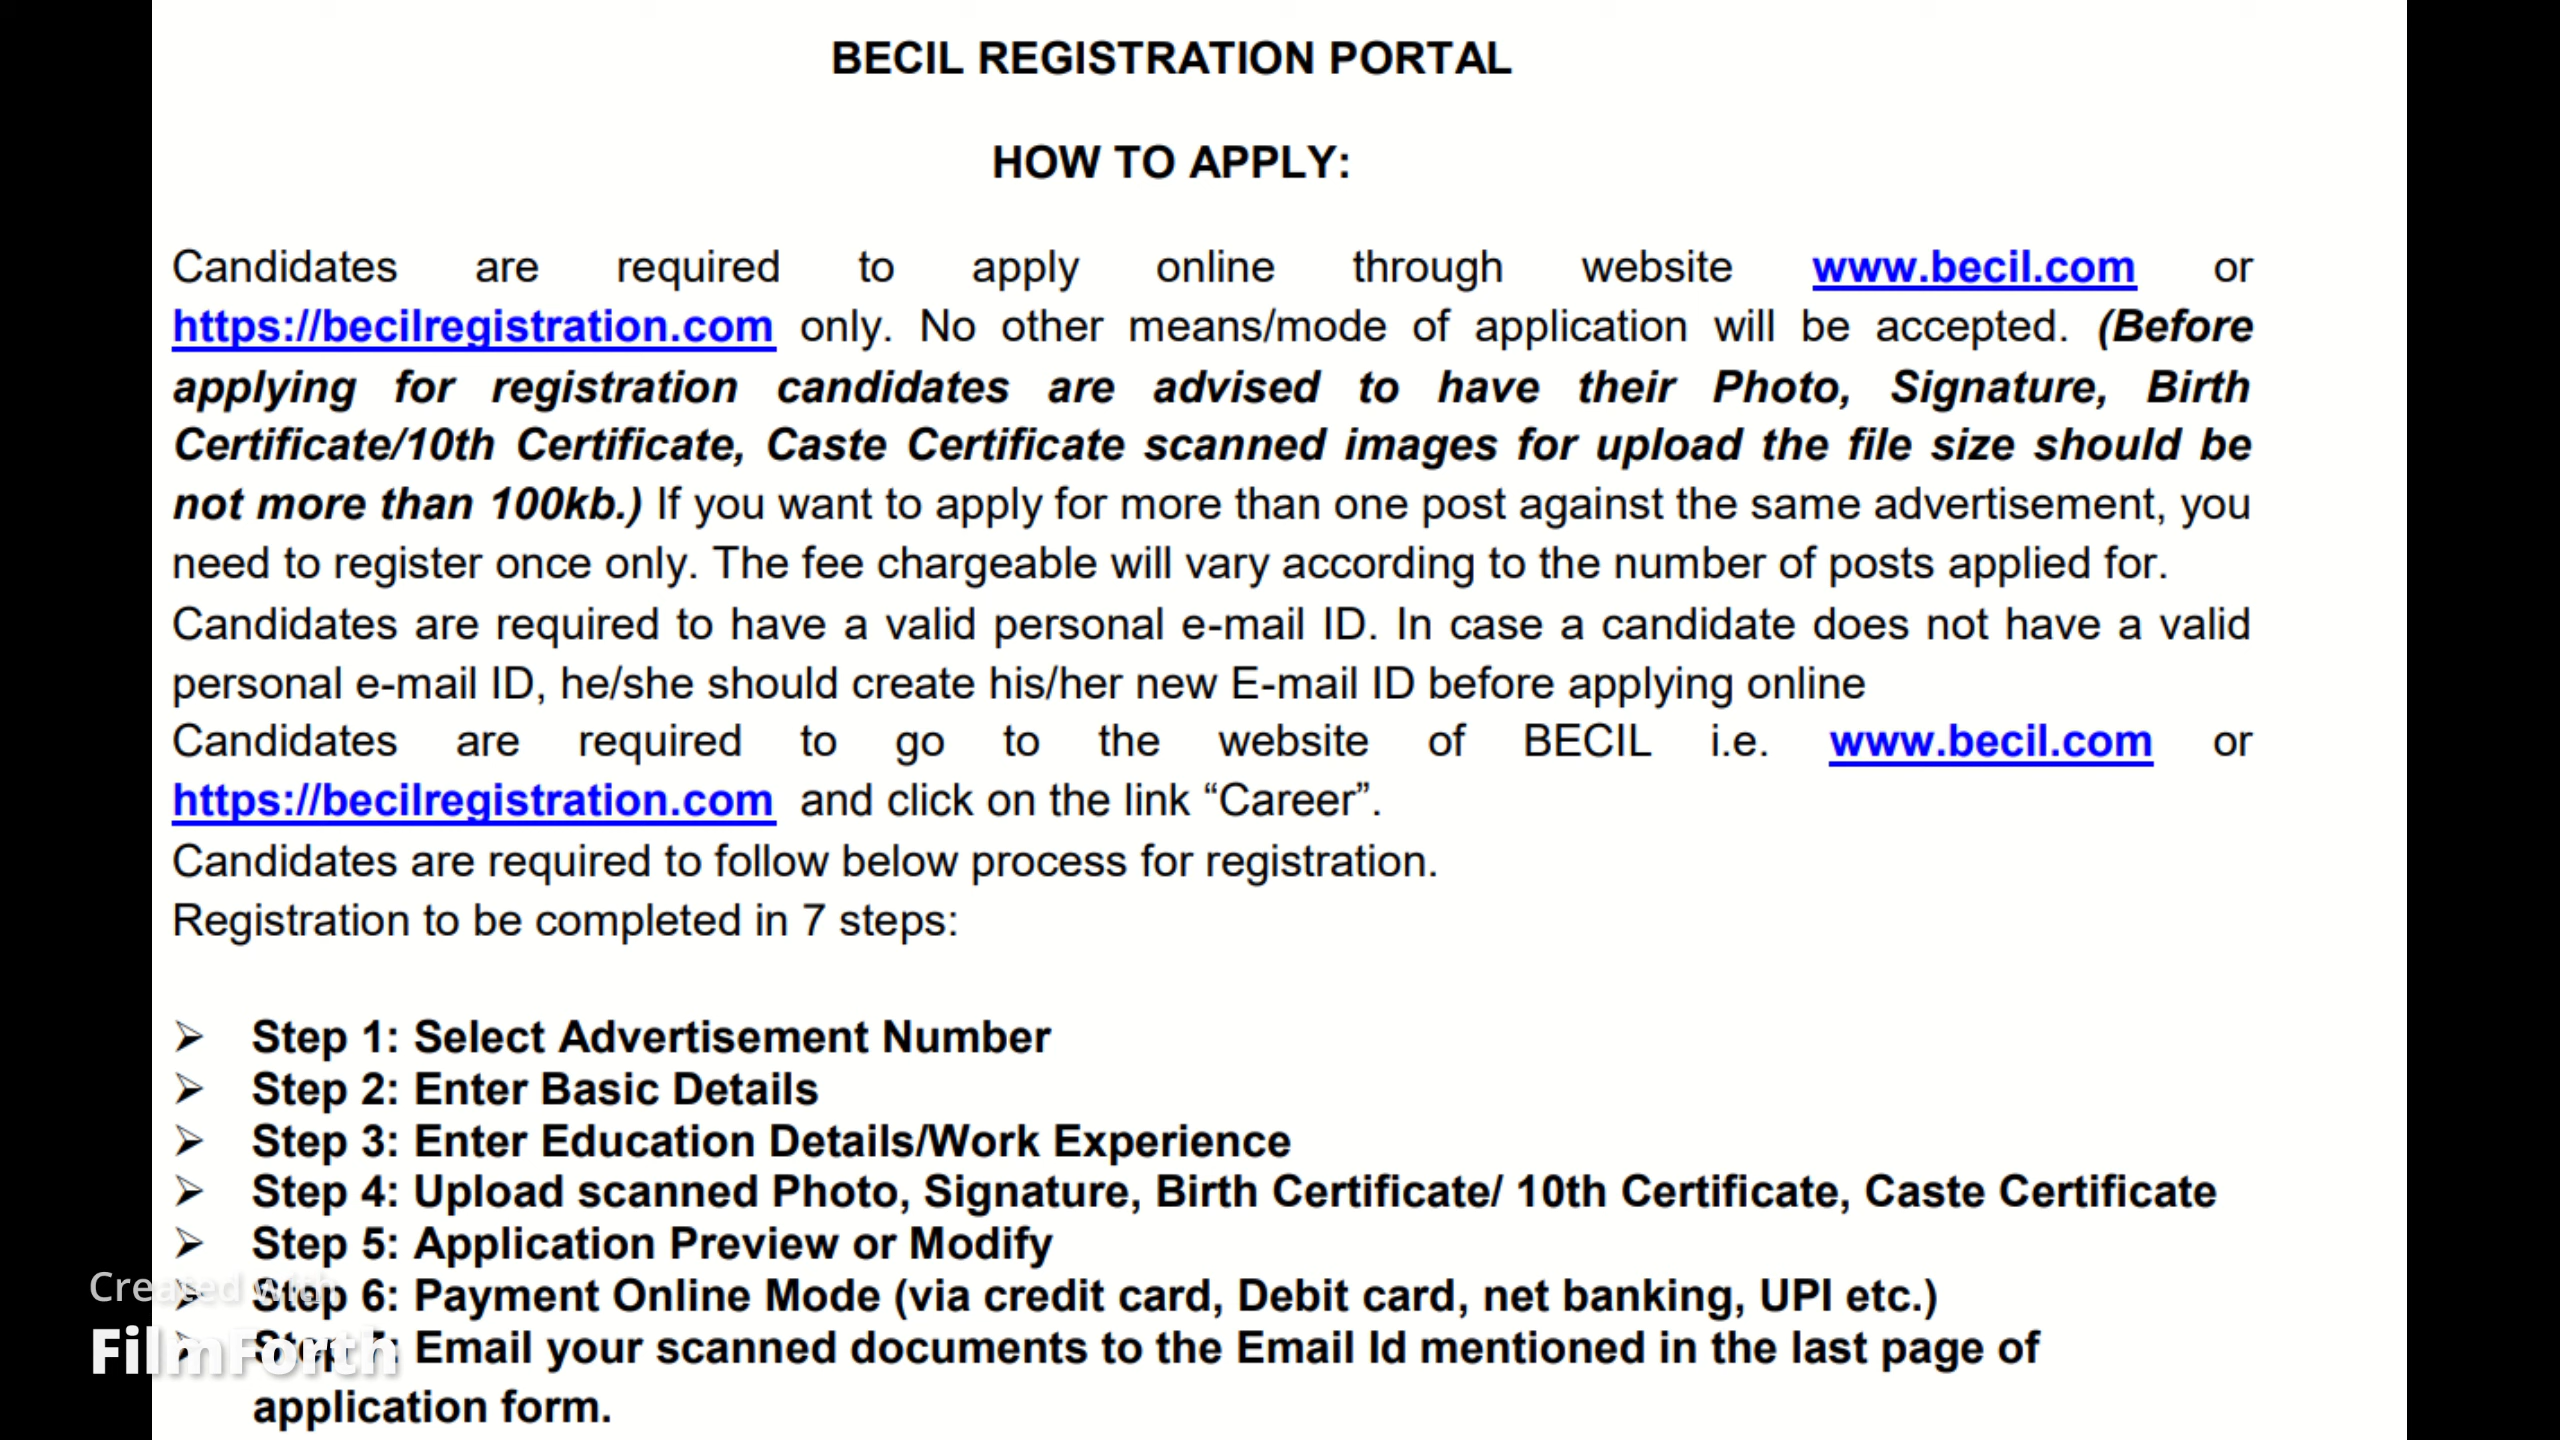 BECIL REGISTRATION PORTAL
HOW TO APPLY:
Candidates are required to apply online through website www.becil.com or
https://becilregistration.com only. No other means/mode of application will be accepted. (Before
applying for registration candidates are advised to have their Photo, Signature, Birth
Certificate/10th Certificate, Caste Certificate scanned images for upload the file size should be
not more than 100kb.) If you want to apply for more than one post against the same advertisement, you
need to register once only. The fee chargeable will vary according to the number of posts applied for.
Candidates are required to have a valid personal e-mail ID. In case a candidate does not have a valid
personal e-mail ID, he/she should create his/her new E-mail ID before applying online
Candidates are required to go to the website of BECIL i.e. www.becil.com or
https://becilregistration.com and click on the link “Career”.
Candidates are required to follow below process for registration.
Registration to be completed in 7 steps:
➢ Step 1: Select Advertisement Number
➢ Step 2: Enter Basic Details
➢ Step 3: Enter Education Details/Work Experience
➢ Step 4: Upload scanned Photo, Signature, Birth Certificate/ 10th Certificate, Caste Certificate
➢ Step 5: Application Preview or Modify
➢ Step 6: Payment Online Mode (via credit card, Debit card, net banking, UPI etc.)
➢ Step 7: Email your scanned documents to the Email Id mentioned in the last page of
application form.
Created with
FilmForth